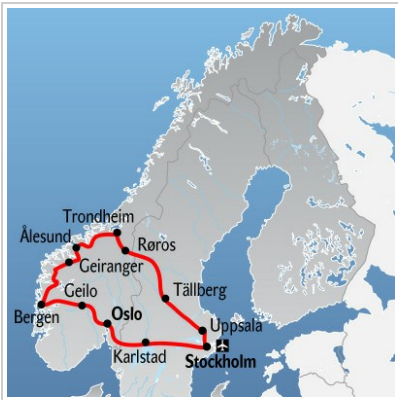 Trondheim
Ålesund
Røros
Geiranger
Geilo
Tällberg
Bergen
Oslo
Uppsala
Karlstad
Stockholm